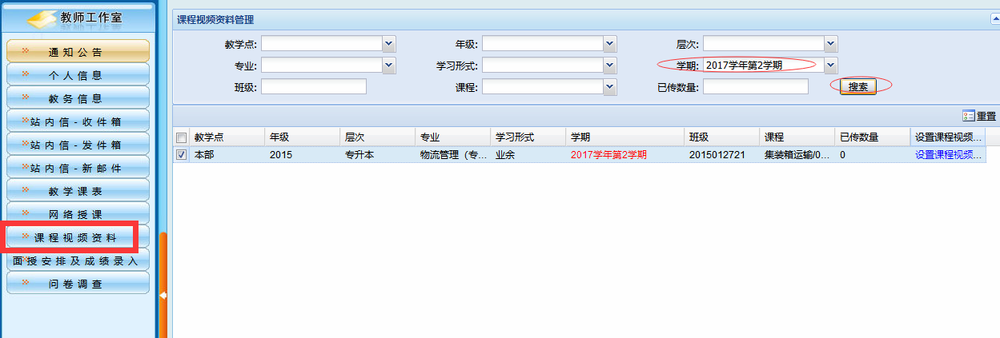 教师工作室
通知公告
个人信息
教务信息
站内信-收件箱
站内信-发件箱
站内信-新邮件
教学课表
网络授课
课程视频资料
面授安排及成绩录入
问卷调查
课程视频资料管理
教学点: 年级: 层次:
专业: 学习形式: 学期: 2017学年第2学期
班级: 课程: 已传数量: 搜索
重置
教学点 年级 层次 专业 学习形式 学期 班级 课程 已传数量 设置课程视频...
本部 2015 专升本 物流管理（专... 业余 2017学年第2学期 2015012721 集装箱运输/0... 0 设置课程视频...